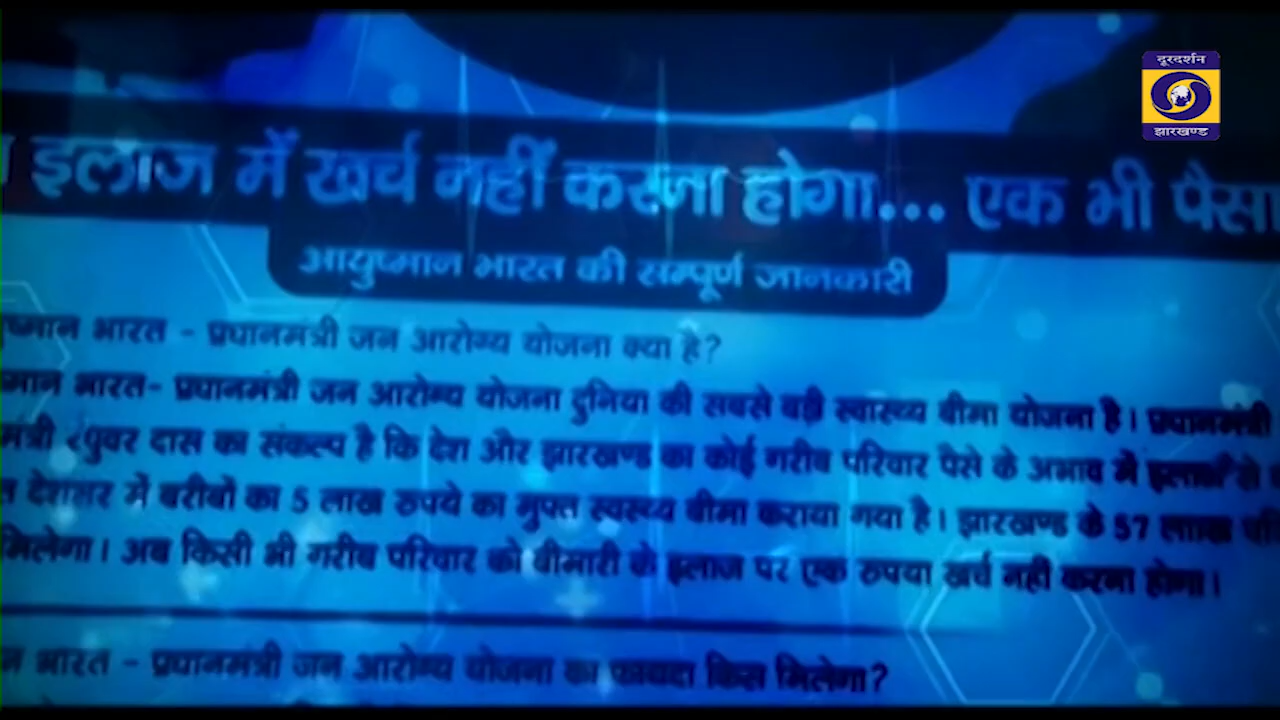 दूरदर्शन
झारखण्ड
इलाज में खर्च नहीं करना होगा... एक भी पैसा
आयुष्मान भारत की सम्पूर्ण जानकारी
भारत - प्रधानमंत्री जन आरोग्य योजना क्या है?
भारत- प्रधानमंत्री जन आरोग्य योजना दुनिया की सबसे बड़ी स्वास्थ्य बीमा योजना है। प्रधानमंत्री
दास का संकल्प है कि देश और झारखण्ड का कोई गरीब परिवार पैसे के अभाव में इलाज से
देशभर में गरीबों का 5 लाख रुपये का मुफ्त स्वास्थ्य बीमा कराया गया है। झारखण्ड के 57 लाख
मिलेगा। अब किसी भी गरीब परिवार को बीमारी के इलाज पर एक रुपया खर्च नही करना होगा।
भारत - प्रधानमंत्री जन आरोग्य योजना का फायदा किस मिलेगा?